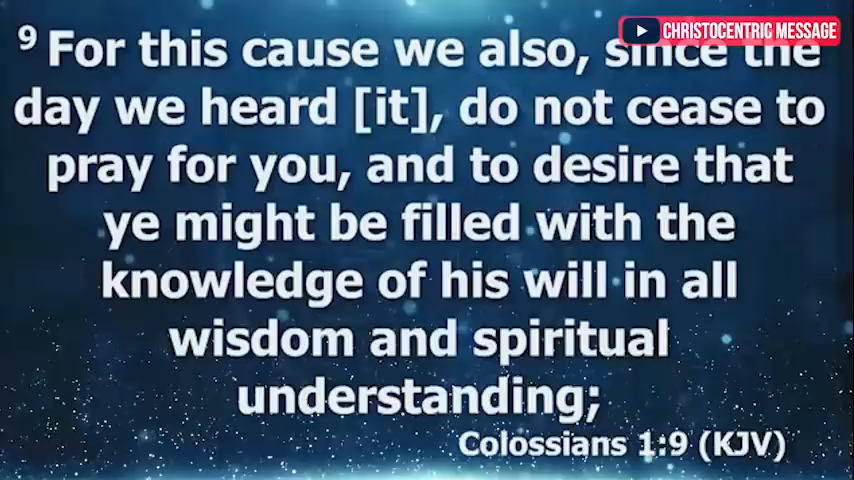 CHRISTOCENTRIC MESSAGE
9 For this cause we also, since the
day we heard [it], do not cease to
pray for you, and to desire that
ye might be filled with the
knowledge of his will in all
wisdom and spiritual
understanding;
Colossians 1:9 (KJV)